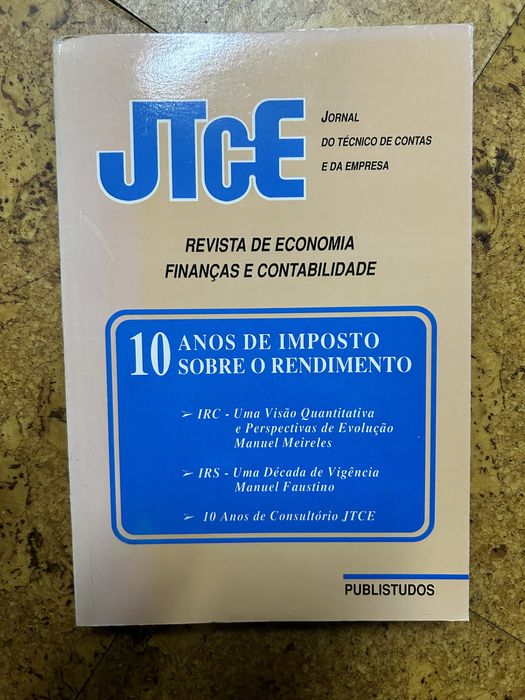 JTCE
JORNAL
DO TÉCNICO DE CONTAS
E DA EMPRESA
REVISTA DE ECONOMIA
FINANÇAS E CONTABILIDADE
10 ANOS DE IMPOSTO
SOBRE O RENDIMENTO
➢ IRC - Uma Visão Quantitativa
e Perspectivas de Evolução
Manuel Meireles
➢ IRS - Uma Década de Vigência
Manuel Faustino
➢ 10 Anos de Consultório JTCE
PUBLISTUDOS